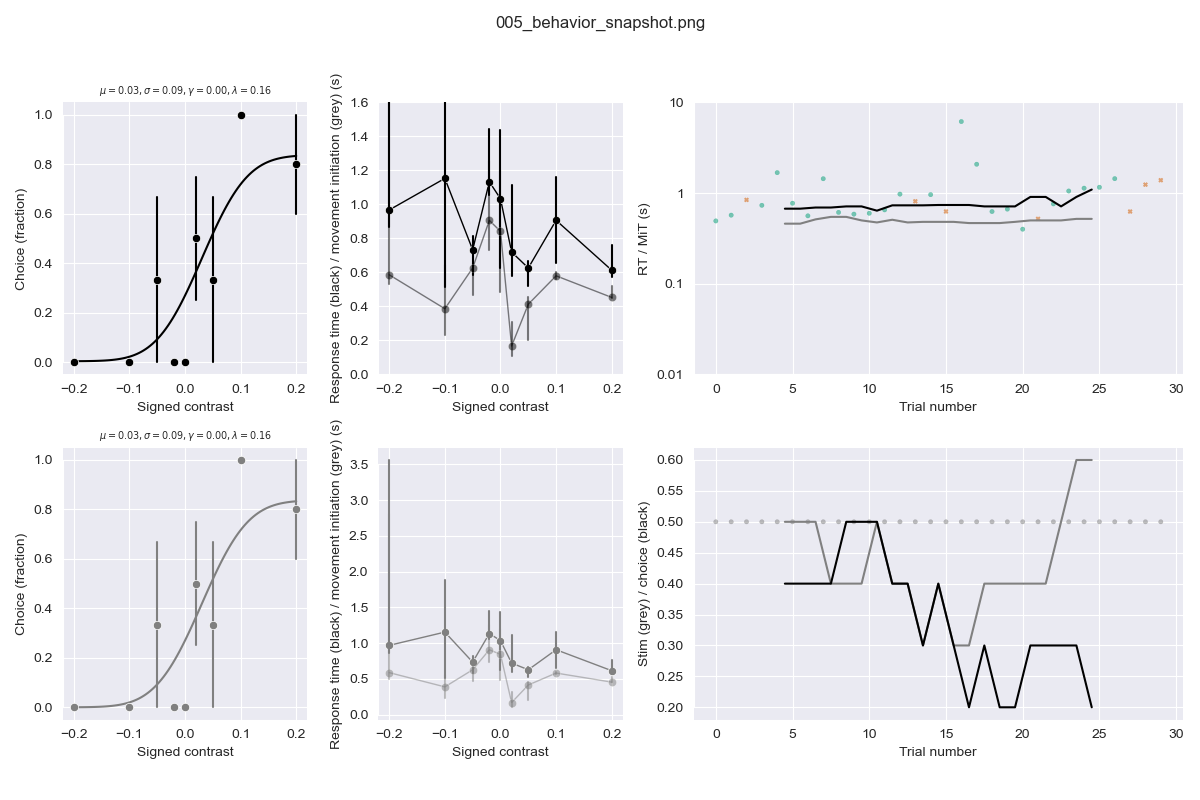 005_behavior_snapshot.png
μ = 0.03, σ = 0.09, γ = 0.00, λ = 0.16
Choice (fraction)
1.0
0.8
0.6
0.4
0.2
0.0
−0.2 −0.1 0.0 0.1 0.2
Signed contrast
Response time (black) / movement initiation (grey) (s)
1.6
1.4
1.2
1.0
0.8
0.6
0.4
0.2
0.0
−0.2 −0.1 0.0 0.1 0.2
Signed contrast
RT / MiT (s)
10
1
0.1
0.01
0 5 10 15 20 25 30
Trial number
μ = 0.03, σ = 0.09, γ = 0.00, λ = 0.16
Choice (fraction)
1.0
0.8
0.6
0.4
0.2
0.0
−0.2 −0.1 0.0 0.1 0.2
Signed contrast
Response time (black) / movement initiation (grey) (s)
3.5
3.0
2.5
2.0
1.5
1.0
0.5
0.0
−0.2 −0.1 0.0 0.1 0.2
Signed contrast
Stim (grey) / choice (black)
0.60
0.55
0.50
0.45
0.40
0.35
0.30
0.25
0.20
0 5 10 15 20 25 30
Trial number